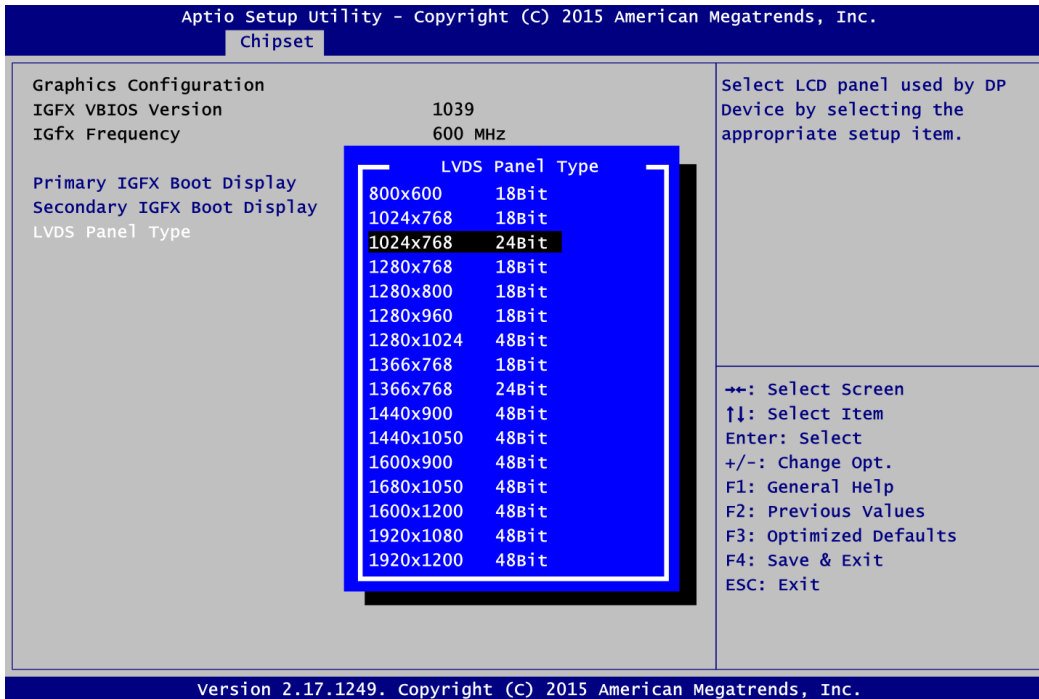 Aptio Setup Utility - Copyright (C) 2015 American Megatrends, Inc.
Chipset
Graphics Configuration
IGFX VBIOS Version 1039
IGfx Frequency 600 MHz
Primary IGFX Boot Display
Secondary IGFX Boot Display
LVDS Panel Type
LVDS Panel Type
800x600 18Bit
1024x768 18Bit
1024x768 24Bit
1280x768 18Bit
1280x800 18Bit
1280x960 18Bit
1280x1024 48Bit
1366x768 18Bit
1366x768 24Bit
1440x900 48Bit
1440x1050 48Bit
1600x900 48Bit
1680x1050 48Bit
1600x1200 48Bit
1920x1080 48Bit
1920x1200 48Bit
Select LCD panel used by DP
Device by selecting the
appropriate setup item.
→←: Select Screen
↑↓: Select Item
Enter: Select
+/-: Change Opt.
F1: General Help
F2: Previous Values
F3: Optimized Defaults
F4: Save & Exit
ESC: Exit
Version 2.17.1249. Copyright (C) 2015 American Megatrends, Inc.